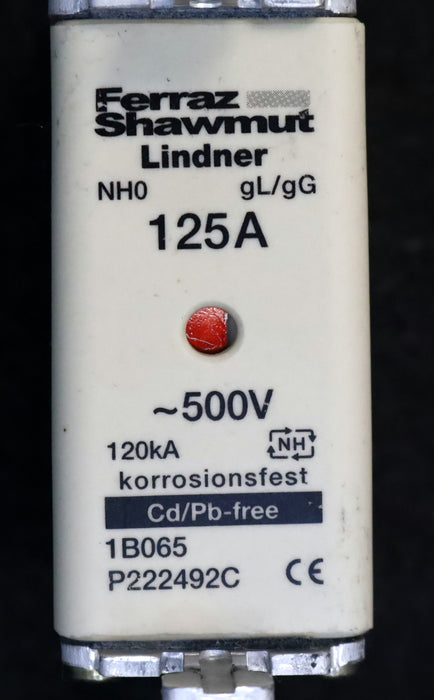 Ferraz
Shawmut
Lindner
NH0 gL/gG
125A
~500V
120kA NH
korrosionsfest
Cd/Pb-free
1B065
P222492C CE